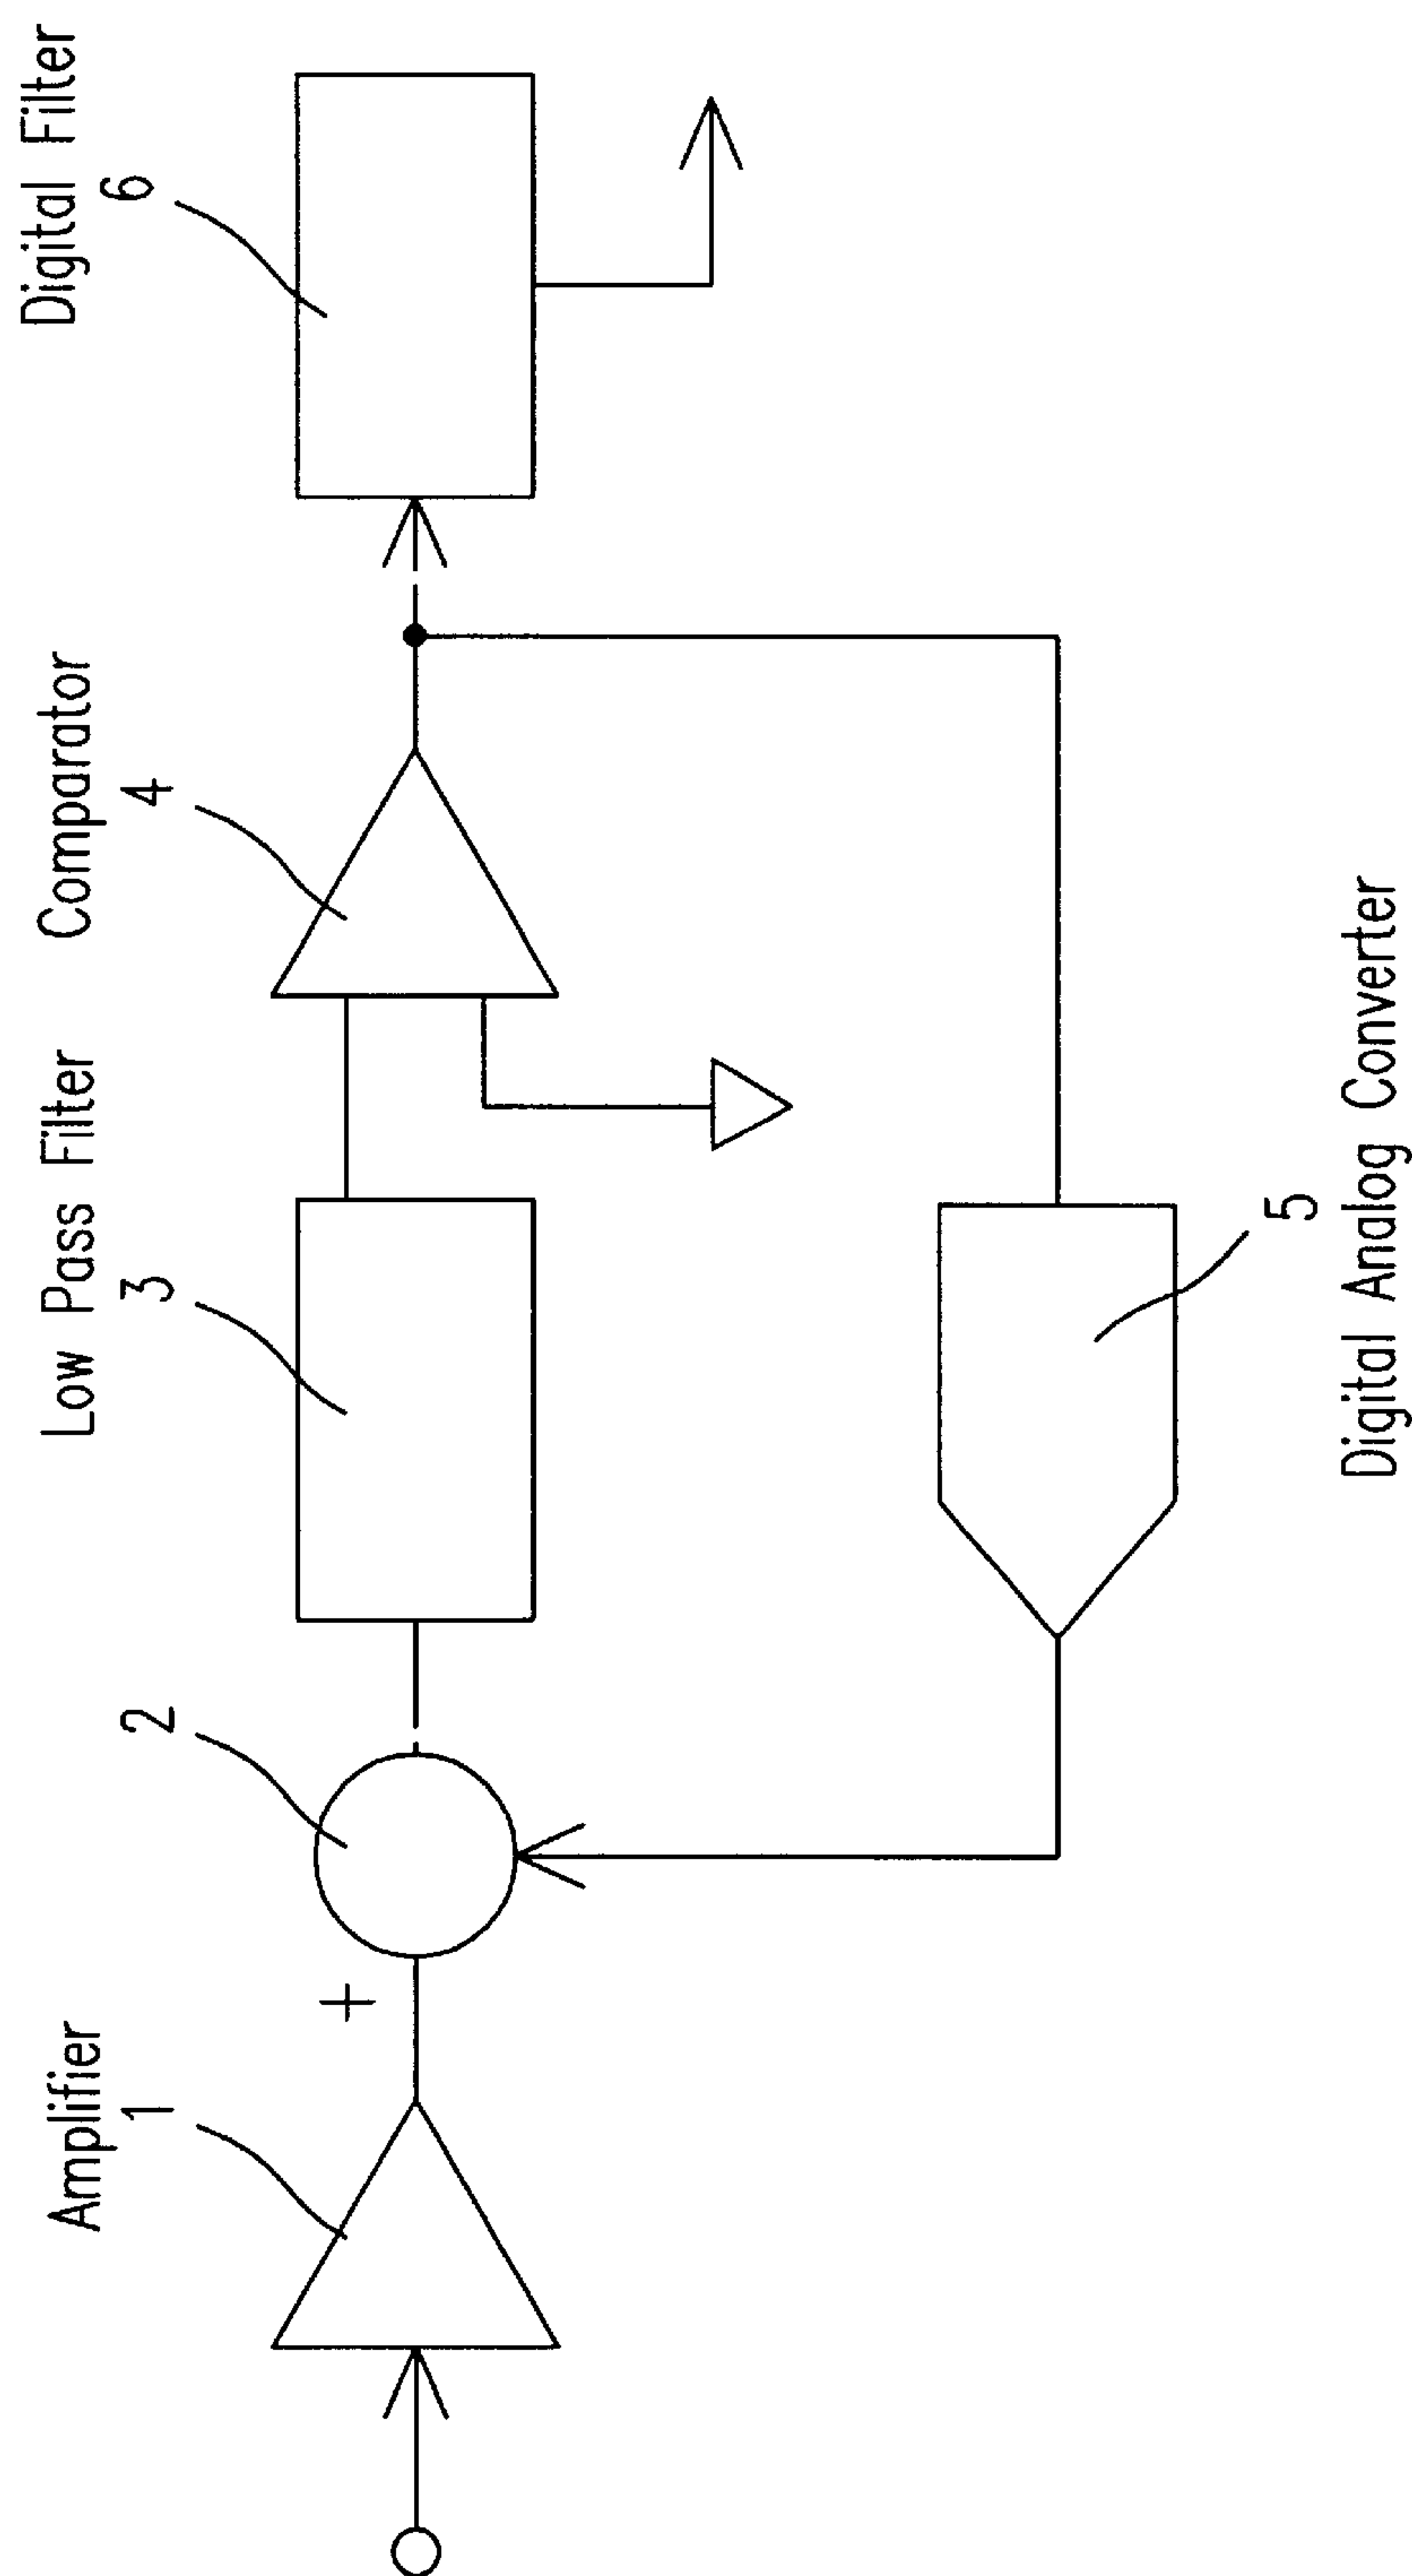 Amplifier
1
+
2
Low Pass Filter
3
Comparator
4
Digital Filter
6
5
Digital Analog Converter